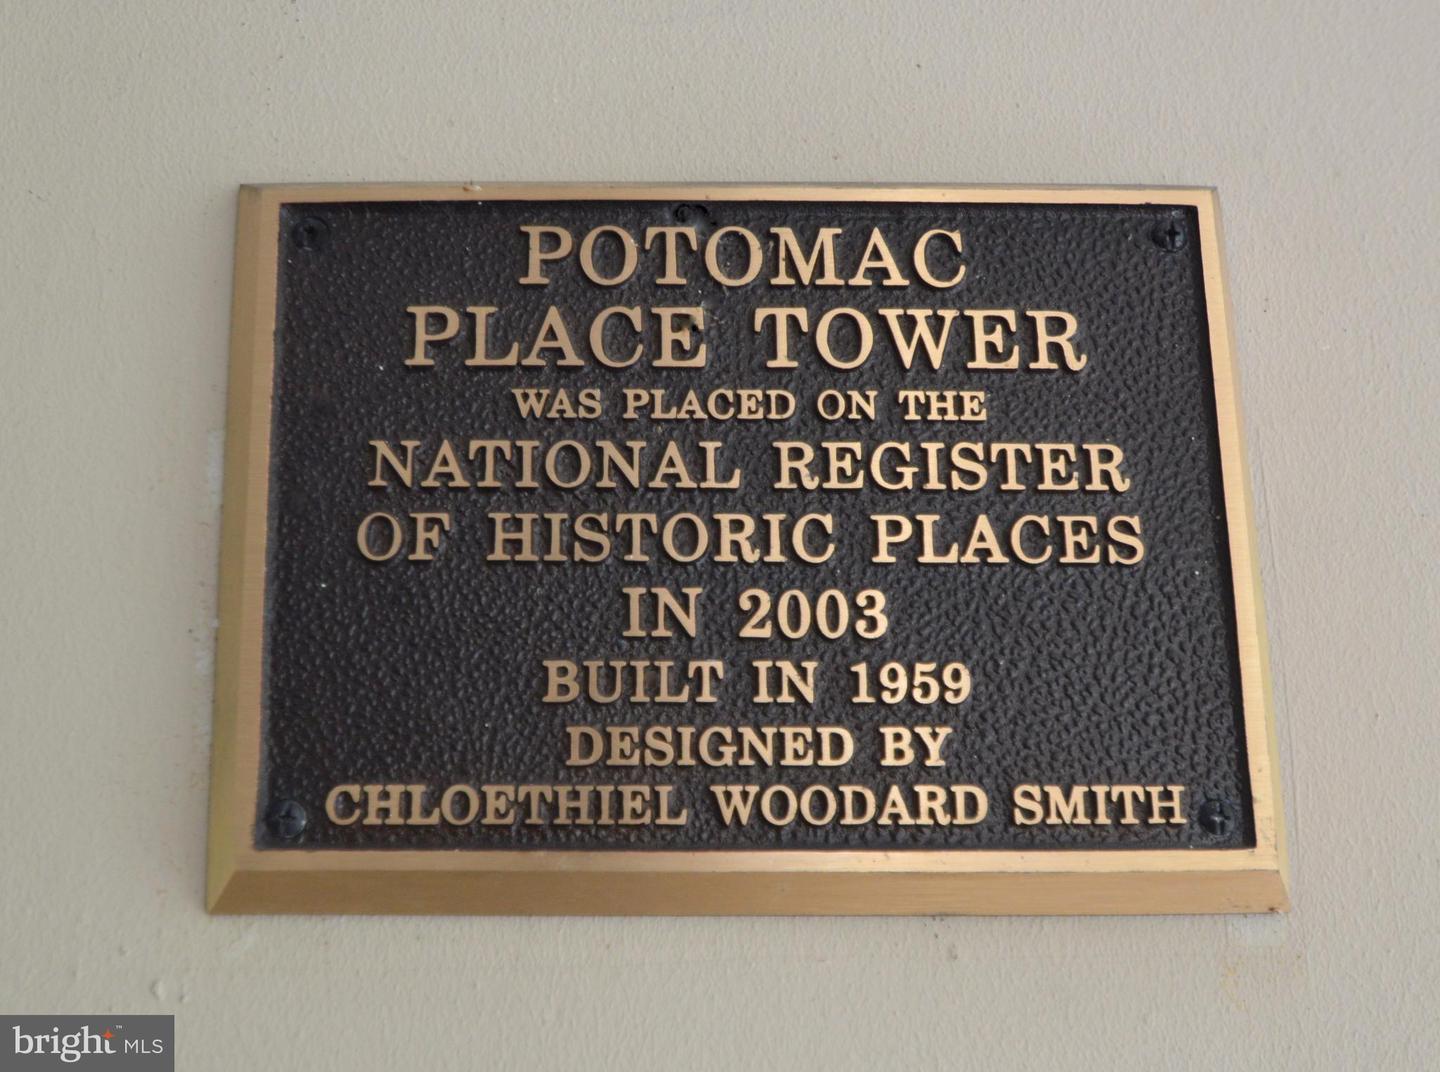 POTOMAC
PLACE TOWER
WAS PLACED ON THE
NATIONAL REGISTER
OF HISTORIC PLACES
IN 2003
BUILT IN 1959
DESIGNED BY
CHLOETHIEL WOODARD SMITH
bright™ MLS